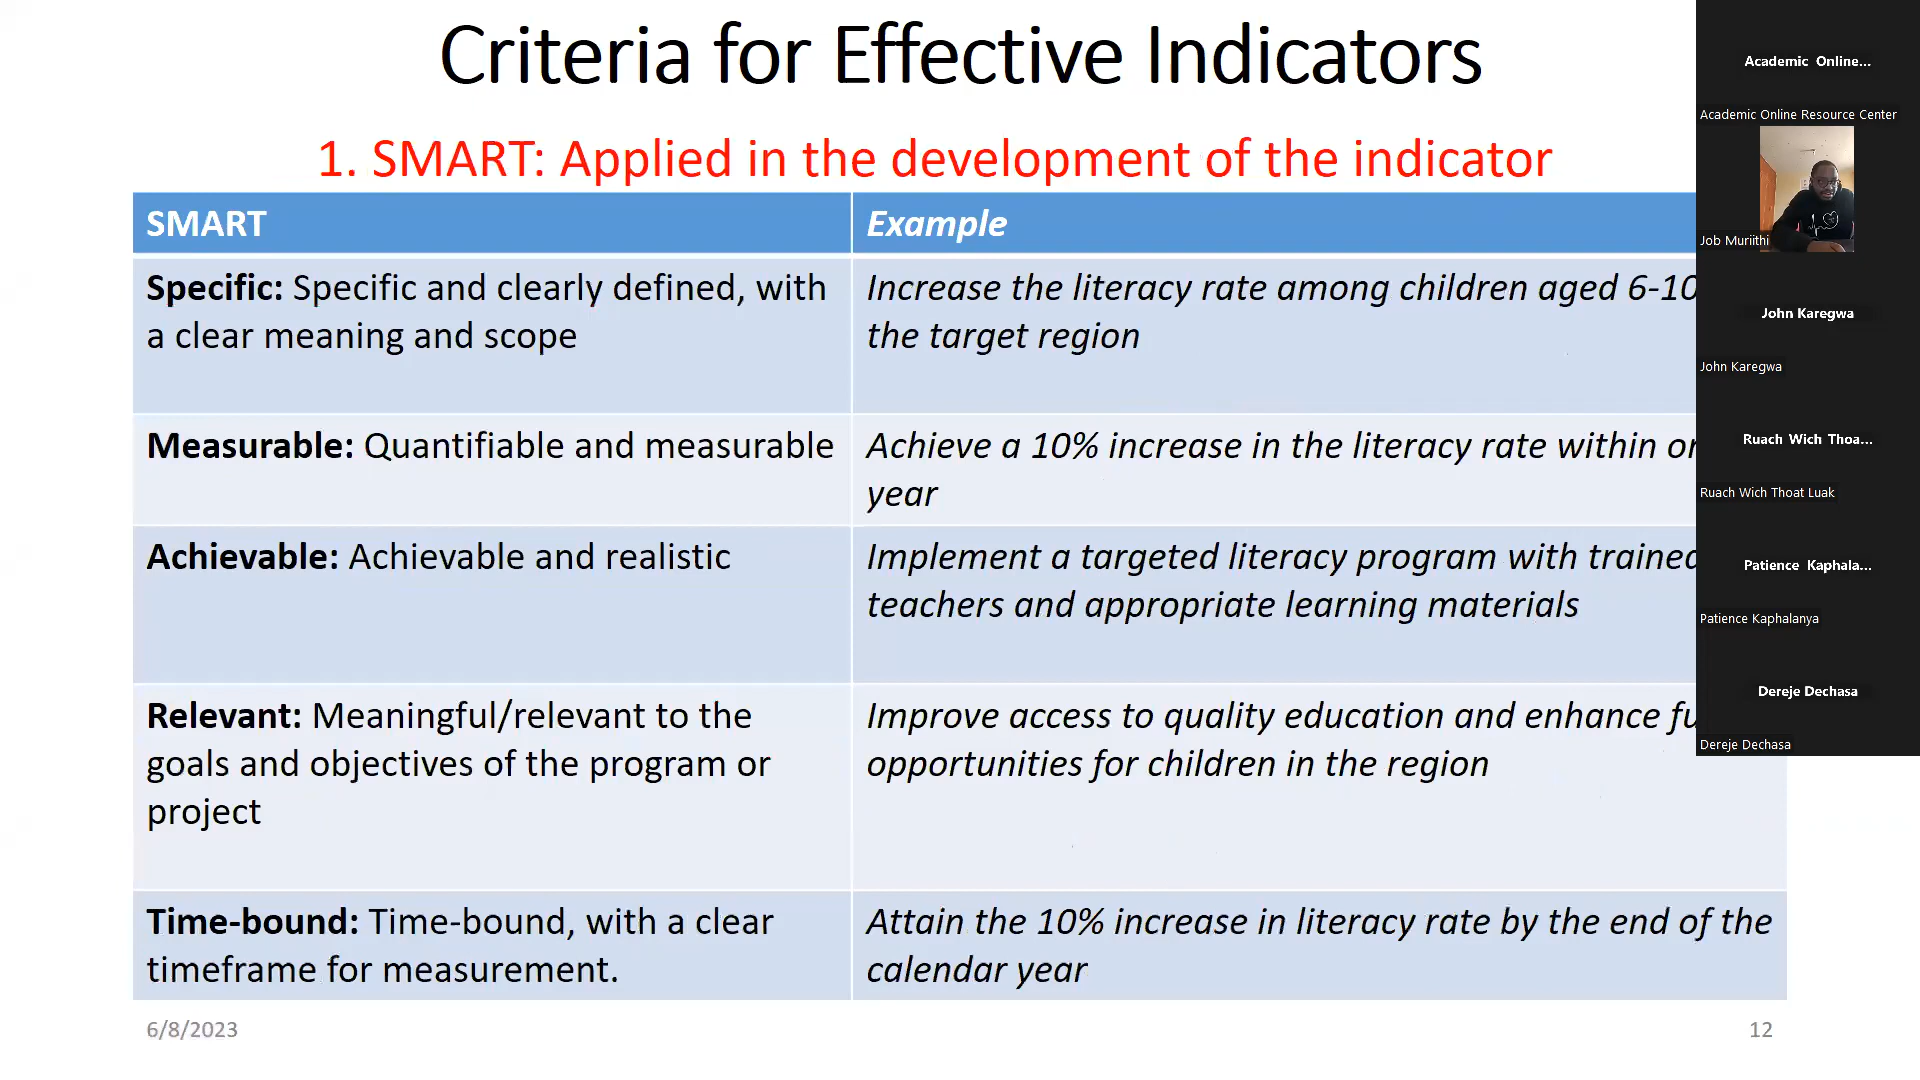 Criteria for Effective Indicators
1. SMART: Applied in the development of the indicator
SMART
Example
Specific: Specific and clearly defined, with
a clear meaning and scope
Increase the literacy rate among children aged 6-10
the target region
Measurable: Quantifiable and measurable
Achieve a 10% increase in the literacy rate within
year
Achievable: Achievable and realistic
Implement a targeted literacy program with trained
teachers and appropriate learning materials
Relevant: Meaningful/relevant to the
goals and objectives of the program or
project
Improve access to quality education and enhance
opportunities for children in the region
Time-bound: Time-bound, with a clear
timeframe for measurement.
Attain the 10% increase in literacy rate by the end of the
calendar year
6/8/2023
12
Academic Online...
Academic Online Resource Center
Job Muriithi
John Karegwa
John Karegwa
Ruach Wich Thoa...
Ruach Wich Thoat Luak
Patience Kaphala...
Patience Kaphalanya
Dereje Dechasa
Dereje Dechasa